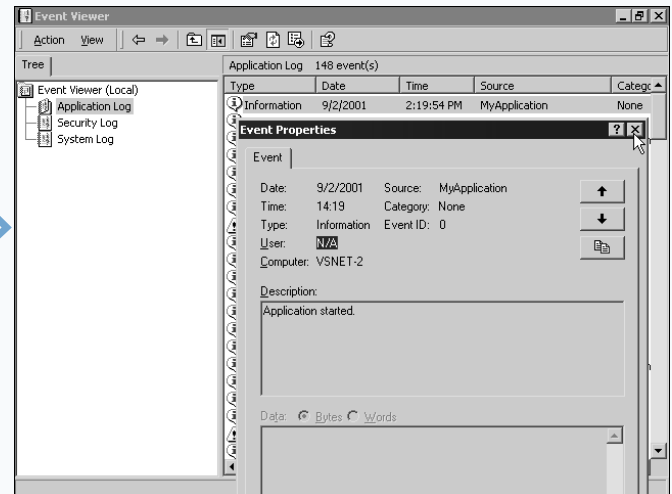 Event Viewer
Action View
Tree
Application Log 148 event(s)
Event Viewer (Local)
Application Log
Security Log
System Log
Type Date Time Source
Information 9/2/2001 2:19:54 PM MyApplication None
Event Properties
Event
Date: 9/2/2001 Source: MyApplication
Time: 14:19 Category: None
Type: Information Event ID: 0
User: N/A
Computer: VSNET-2
Description:
Application started.
Data: Bytes Words